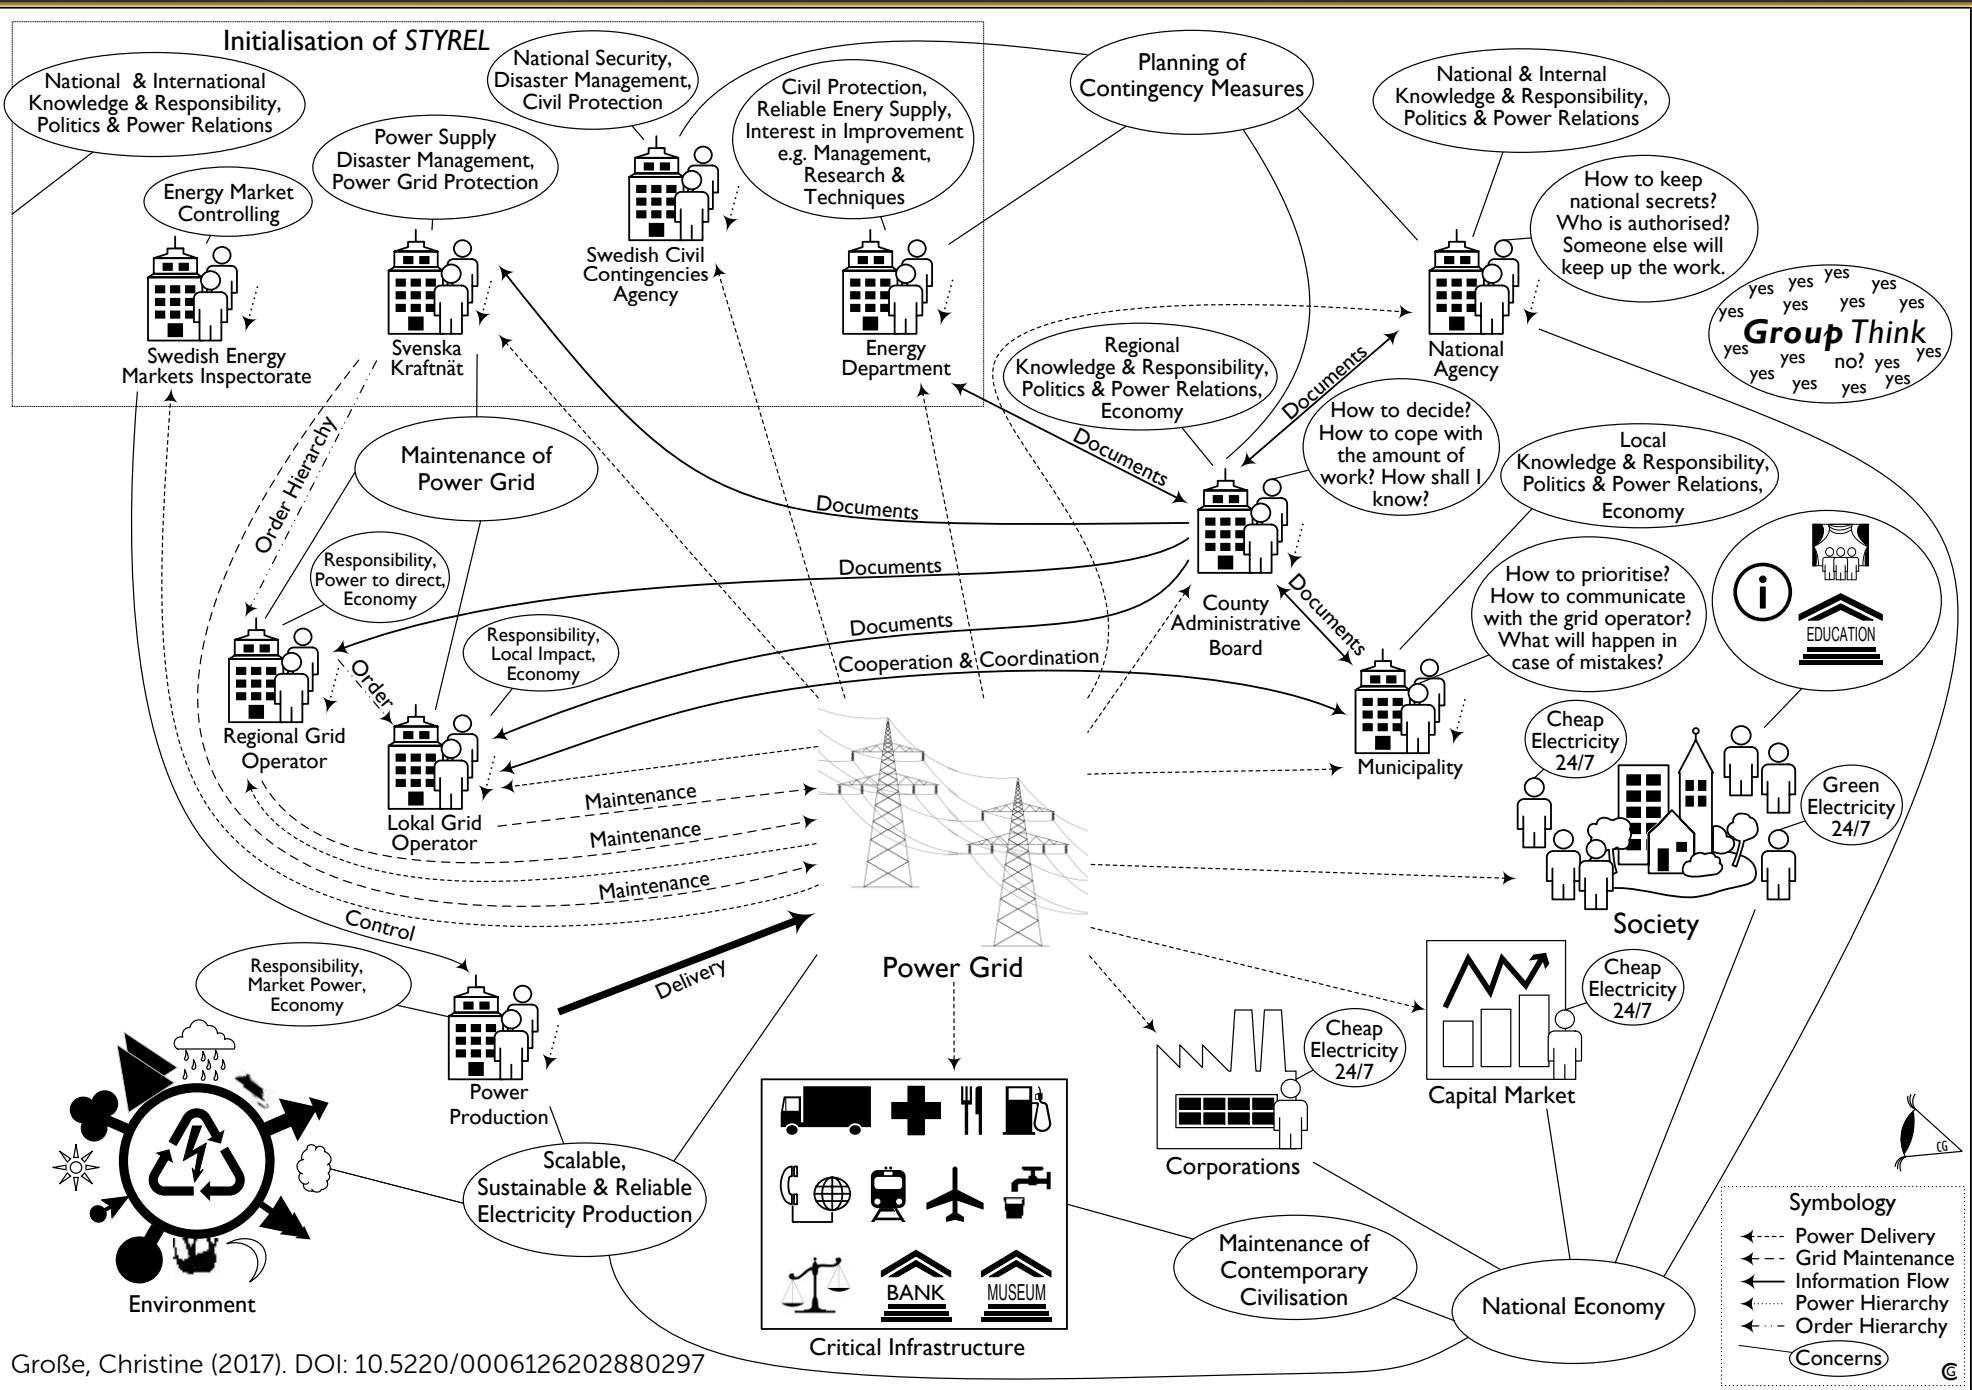 Initialisation of STYREL
National & International
Knowledge & Responsibility,
Politics & Power Relations
Energy Market
Controlling
Swedish Energy
Markets Inspectorate
Power Supply
Disaster Management,
Power Grid Protection
Svenska
Kraftnät
National Security,
Disaster Management,
Civil Protection
Swedish Civil
Contingencies
Agency
Civil Protection,
Reliable Enery Supply,
Interest in Improvement
e.g. Management,
Research &
Techniques
Energy
Department
Planning of
Contingency Measures
National & Internal
Knowledge & Responsibility,
Politics & Power Relations
How to keep
national secrets?
Who is authorised?
Someone else will
keep up the work.
National
Agency
yes yes yes yes
yes yes yes yes
Group Think
yes yes no? yes yes
yes yes yes yes
Regional
Knowledge & Responsibility,
Politics & Power Relations,
Economy
Documents
Documents
How to decide?
How to cope with
the amount of
work? How shall I
know?
Local
Knowledge & Responsibility,
Politics & Power Relations,
Economy
Order Hierarchy
Maintenance of
Power Grid
Documents
Documents
Documents
Cooperation & Coordination
County
Administrative
Board
Documents
How to prioritise?
How to communicate
with the grid operator?
What will happen in
case of mistakes?
i
EDUCATION
Responsibility,
Power to direct,
Economy
Responsibility,
Local Impact,
Economy
Order
Regional Grid
Operator
Lokal Grid
Operator
Municipality
Cheap
Electricity
24/7
Green
Electricity
24/7
Society
Maintenance
Maintenance
Maintenance
Control
Delivery
Power Grid
Responsibility,
Market Power,
Economy
Power
Production
Cheap
Electricity
24/7
Corporations
Cheap
Electricity
24/7
Capital Market
Scalable,
Sustainable & Reliable
Electricity Production
Environment
BANK
MUSEUM
Critical Infrastructure
Maintenance of
Contemporary
Civilisation
National Economy
CG
Symbology
Power Delivery
Grid Maintenance
Information Flow
Power Hierarchy
Order Hierarchy
Concerns
CG
Große, Christine (2017). DOI: 10.5220/0006126202880297